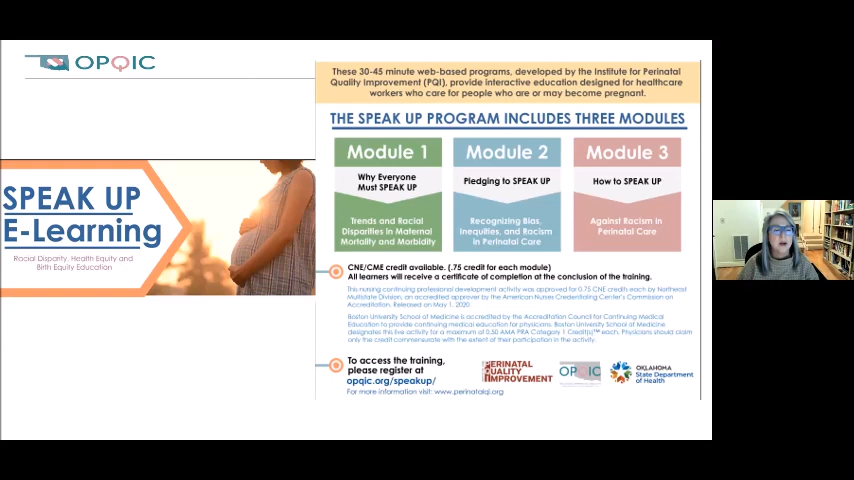 OPQIC
SPEAK UP
E-Learning
Racial Disparity, Health Equity and
Birth Equity Education
These 30-45 minute web-based programs, developed by the Institute for Perinatal
Quality Improvement (PQI), provide interactive education designed for healthcare
workers who care for people who are or may become pregnant.
THE SPEAK UP PROGRAM INCLUDES THREE MODULES
Module 1
Why Everyone
Must SPEAK UP
Trends and Racial
Disparities in Maternal
Mortality and Morbidity
Module 2
Pledging to SPEAK UP
Recognizing Bias,
Inequities, and Racism
in Perinatal Care
Module 3
How to SPEAK UP
Against Racism in
Perinatal Care
CNE/CME credit available. (.75 credit for each module)
All learners will receive a certificate of completion at the conclusion of the training.
This nursing continuing professional development activity was approved for 0.75 CNE credits each by Northeast
Multistate Division, an accredited approver by the American Nurses Credentialing Center's Commission on
Accreditation. Released on May 1, 2020.
Boston University School of Medicine is accredited by the Accreditation Council for Continuing Medical
Education to provide continuing medical education for physicians. Boston University School of Medicine
designates this live activity for a maximum of 0.50 AMA PRA Category 1 Credit(s)™ each. Physicians should claim
only the credit commensurate with the extent of their participation in the activity.
To access the training,
please register at
opqic.org/speakup/
For more information visit: www.perinatalqi.org
PERINATAL
QUALITY
IMPROVEMENT
OPQIC
OKLAHOMA
State Department
of Health